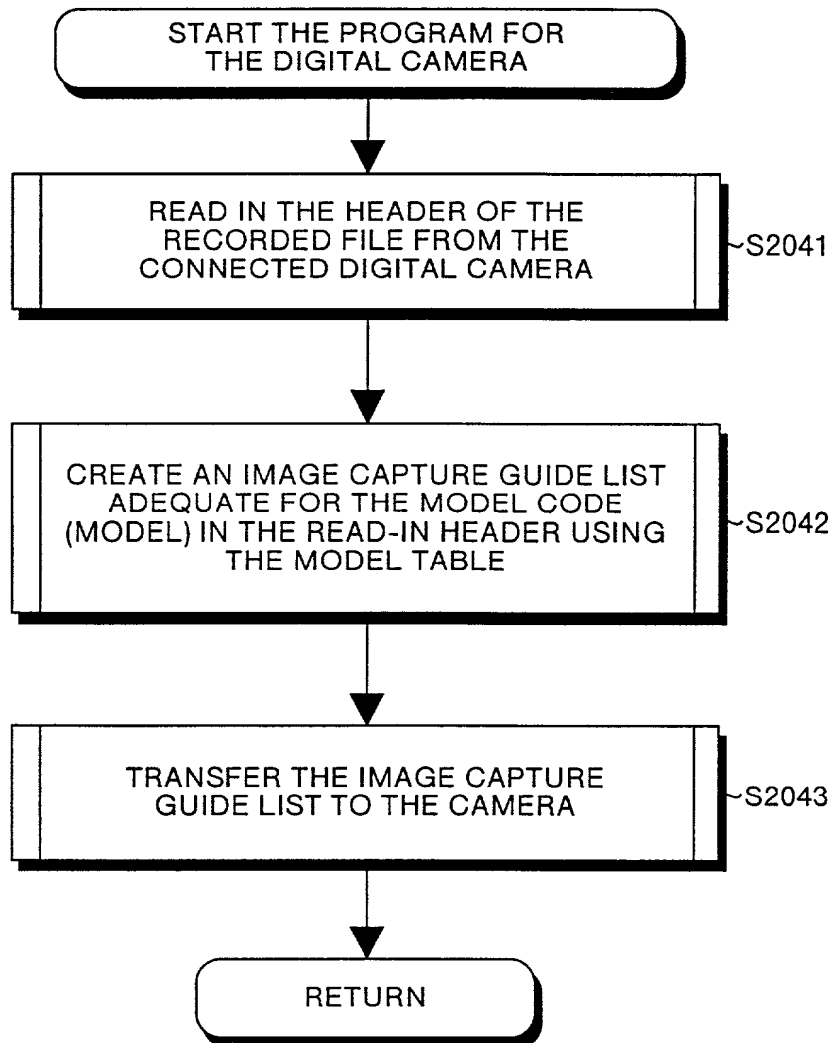 START THE PROGRAM FOR
THE DIGITAL CAMERA
READ IN THE HEADER OF THE
RECORDED FILE FROM THE
CONNECTED DIGITAL CAMERA
S2041
CREATE AN IMAGE CAPTURE GUIDE LIST
ADEQUATE FOR THE MODEL CODE
(MODEL) IN THE READ-IN HEADER USING
THE MODEL TABLE
S2042
TRANSFER THE IMAGE CAPTURE
GUIDE LIST TO THE CAMERA
S2043
RETURN